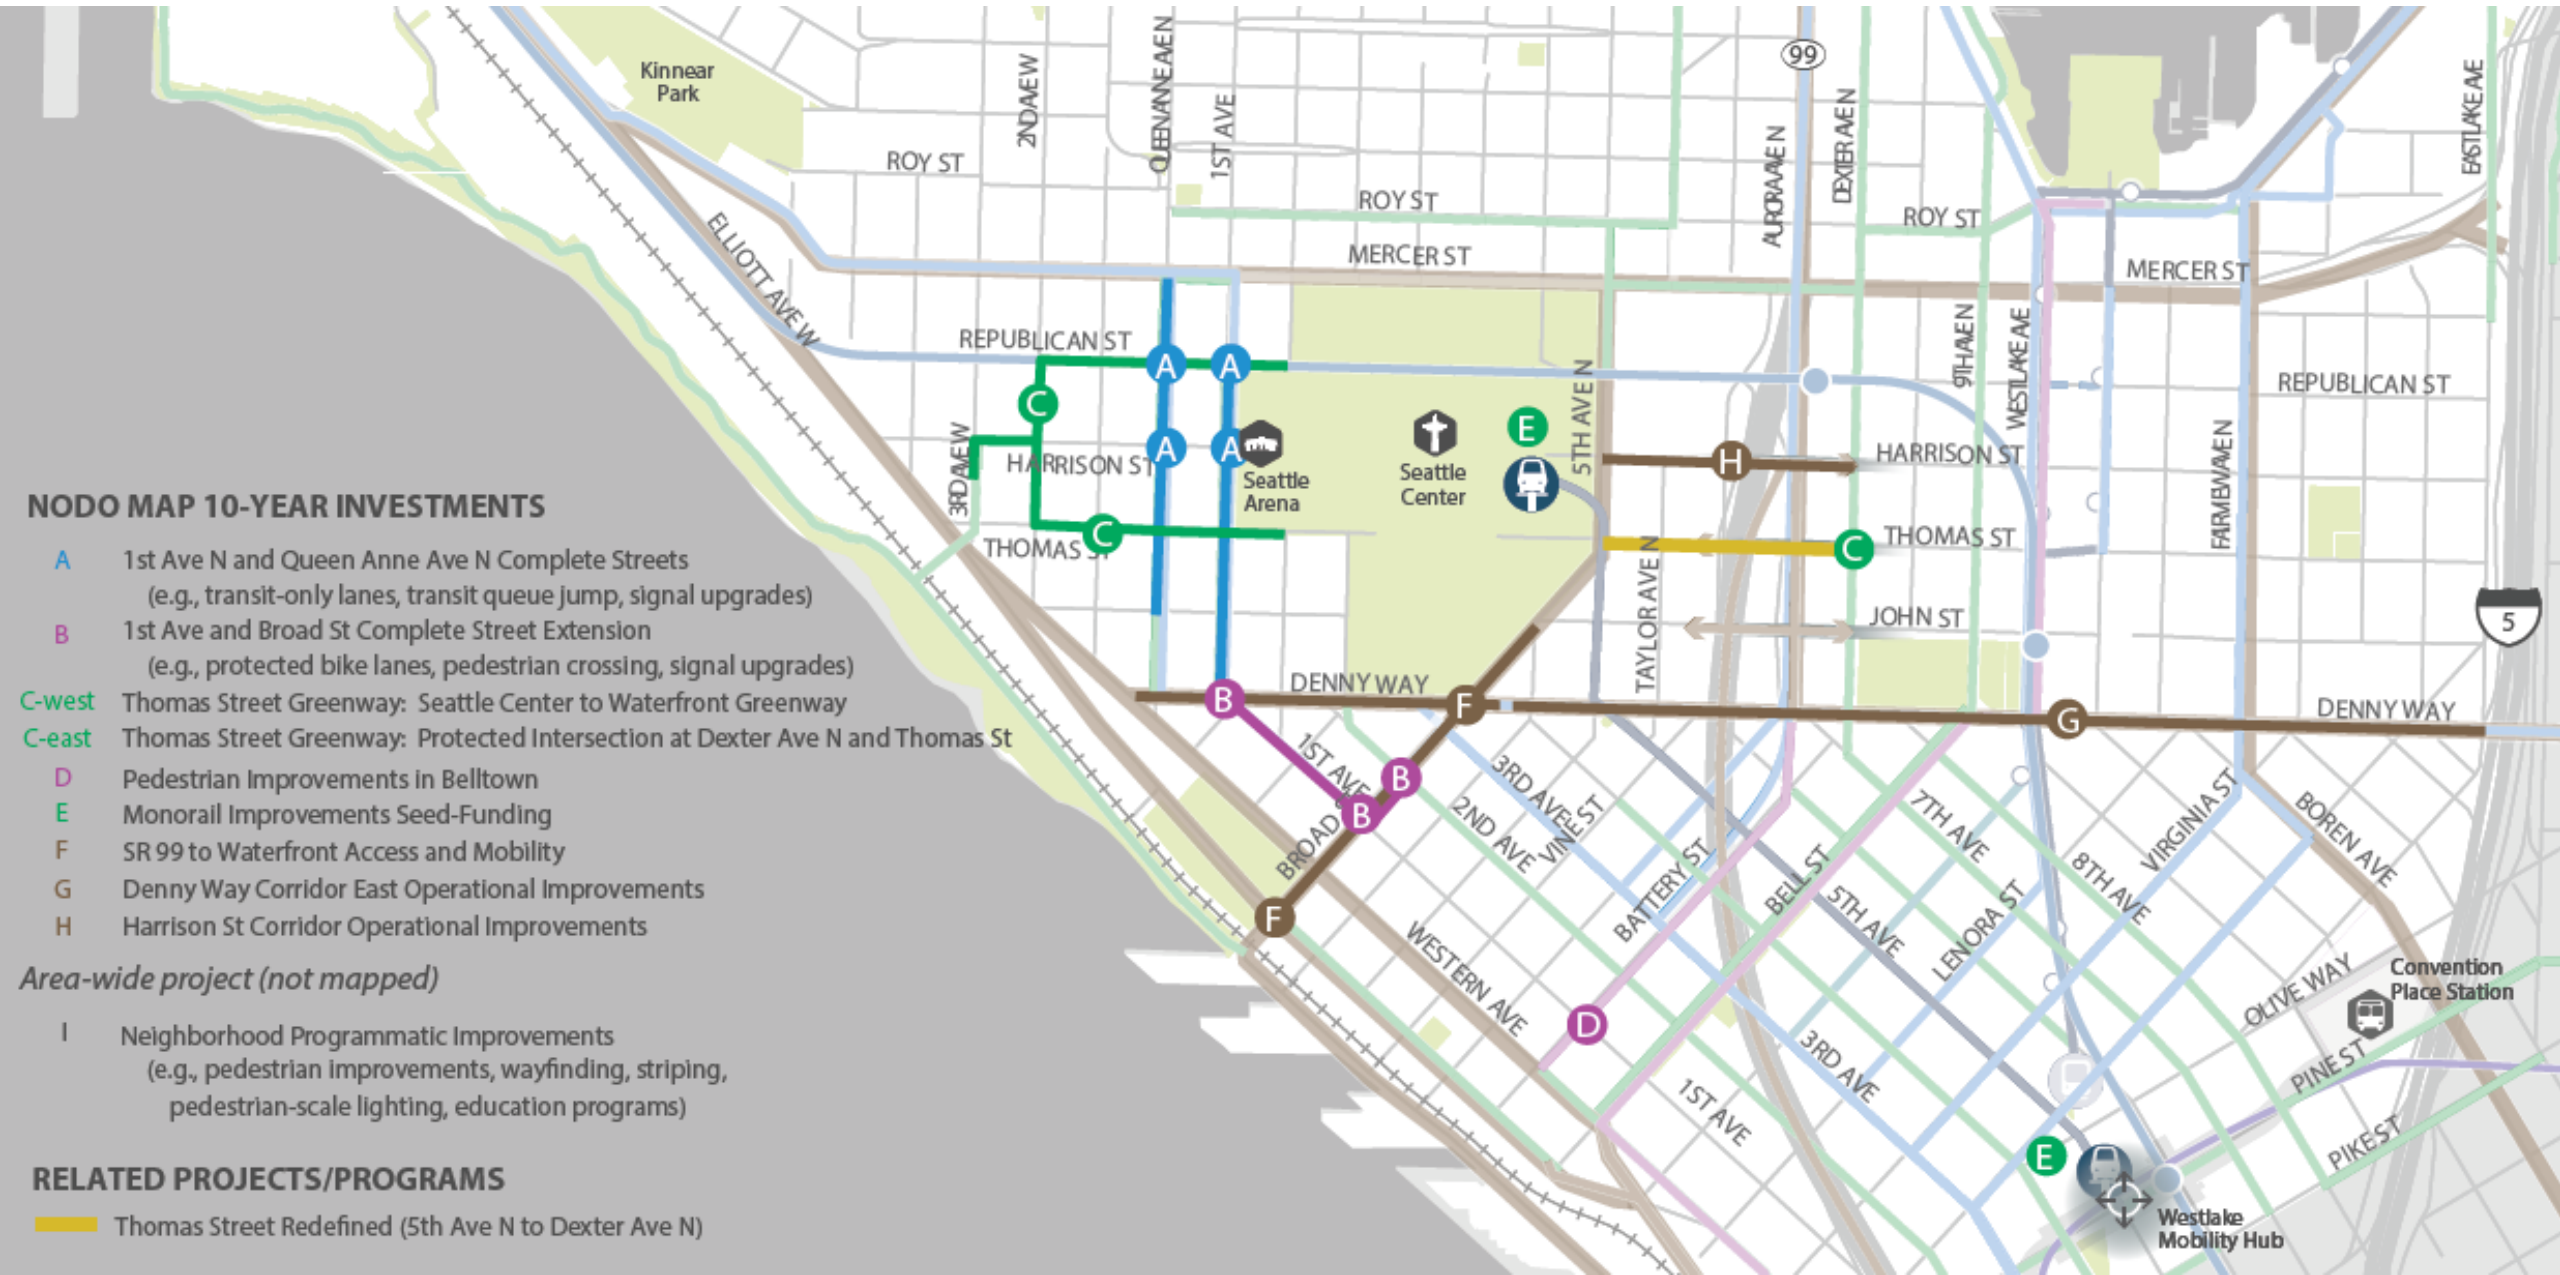 NODO MAP 10-YEAR INVESTMENTS
A 1st Ave N and Queen Anne Ave N Complete Streets
(e.g., transit-only lanes, transit queue jump, signal upgrades)
B 1st Ave and Broad St Complete Street Extension
(e.g., protected bike lanes, pedestrian crossing, signal upgrades)
C-west Thomas Street Greenway: Seattle Center to Waterfront Greenway
C-east Thomas Street Greenway: Protected Intersection at Dexter Ave N and Thomas St
D Pedestrian Improvements in Belltown
E Monorail Improvements Seed-Funding
F SR 99 to Waterfront Access and Mobility
G Denny Way Corridor East Operational Improvements
H Harrison St Corridor Operational Improvements
Area-wide project (not mapped)
I Neighborhood Programmatic Improvements
(e.g., pedestrian improvements, wayfinding, striping,
pedestrian-scale lighting, education programs)
RELATED PROJECTS/PROGRAMS
Thomas Street Redefined (5th Ave N to Dexter Ave N)
Kinnear
Park
2ND AVE W
QUEEN ANNE AVE N
1ST AVE
99
AURORA AVE N
DEXTER AVE N
EASTLAKE AVE
ROY ST
ROY ST
ROY ST
MERCER ST
MERCER ST
ELLIOTT AVE W
REPUBLICAN ST
A
A
C
5TH AVE N
9TH AVE N
WESTLAKE AVE
REPUBLICAN ST
3RD AVE W
HARRISON ST
A
A
Seattle
Arena
Seattle
Center
E
H
HARRISON ST
FAIRVIEW AVE N
THOMAS ST
C
C
THOMAS ST
TAYLOR AVE N
JOHN ST
5
DENNY WAY
B
F
G
DENNY WAY
1ST AVE
B
B
BROAD
F
2ND AVE
3RD AVE
VINE ST
BATTERY ST
BELL ST
5TH AVE
7TH AVE
8TH AVE
LENORA ST
VIRGINIA ST
BOREN AVE
WESTERN AVE
D
1ST AVE
3RD AVE
OLIVE WAY
Convention
Place Station
PINE ST
PIKE ST
E
Westlake
Mobility Hub